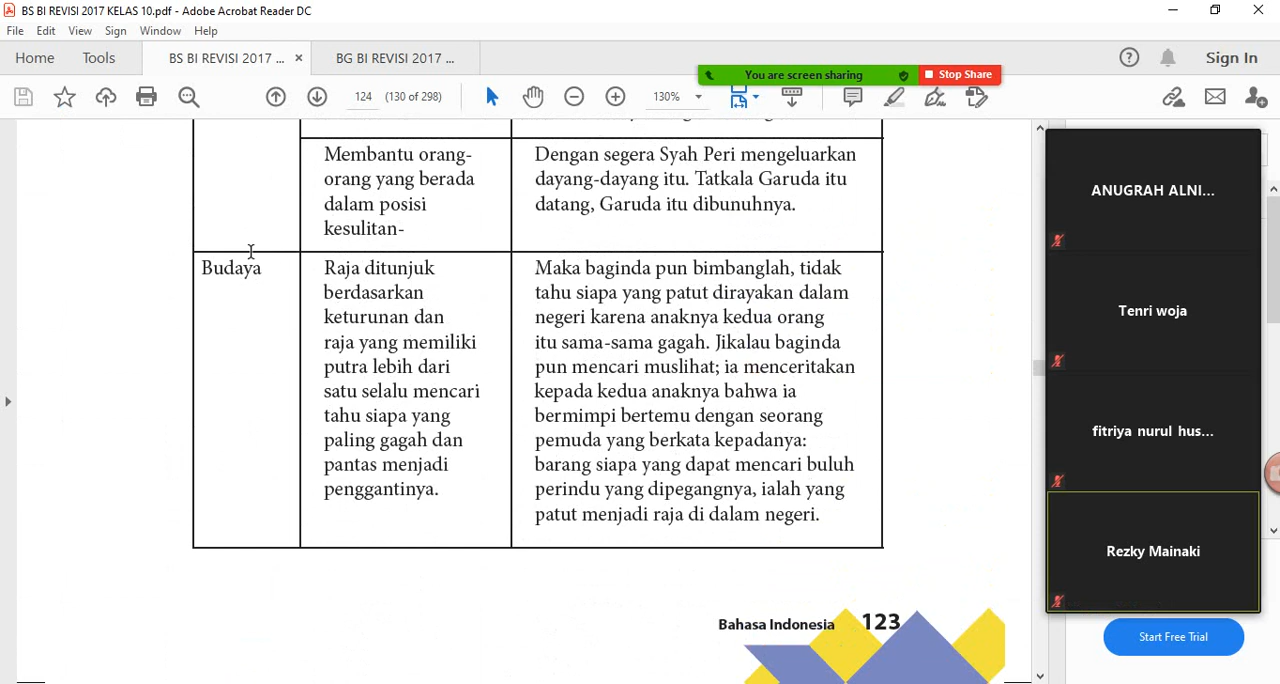 BS BI REVISI 2017 KELAS 10.pdf - Adobe Acrobat Reader DC
File Edit View Sign Window Help
Home Tools BS BI REVISI 2017 ... × BG BI REVISI 2017 ... Sign In
You are screen sharing Stop Share
124 (130 of 298) 130%
Membantu orang-
orang yang berada
dalam posisi
kesulitan-
Dengan segera Syah Peri mengeluarkan
dayang-dayang itu. Tatkala Garuda itu
datang, Garuda itu dibunuhnya.
Budaya
Raja ditunjuk
berdasarkan
keturunan dan
raja yang memiliki
putra lebih dari
satu selalu mencari
tahu siapa yang
paling gagah dan
pantas menjadi
penggantinya.
Maka baginda pun bimbanglah, tidak
tahu siapa yang patut dirayakan dalam
negeri karena anaknya kedua orang
itu sama-sama gagah. Jikalau baginda
pun mencari muslihat; ia menceritakan
kepada kedua anaknya bahwa ia
bermimpi bertemu dengan seorang
pemuda yang berkata kepadanya:
barang siapa yang dapat mencari buluh
perindu yang dipegangnya, ialah yang
patut menjadi raja di dalam negeri.
Bahasa Indonesia 123
ANUGRAH ALNI...
Tenri woja
fitriya nurul hus...
Rezky Mainaki
Start Free Trial